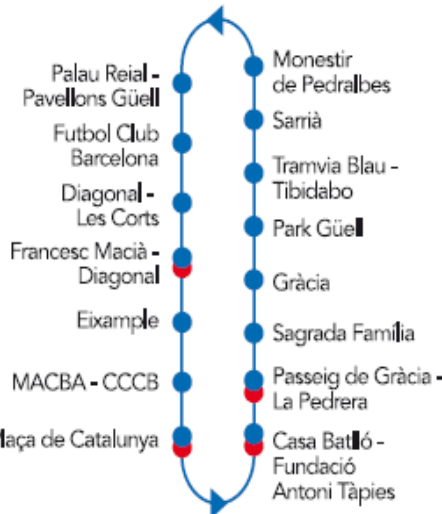 Palau Reial -
Pavellons Güell
Futbol Club
Barcelona
Diagonal -
Les Corts
Francesc Macià -
Diagonal
Eixample
MACBA - CCCB
laça de Catalunya
Monestir
de Pedralbes
Sarrià
Tramvia Blau -
Tibidabo
Park Güell
Gràcia
Sagrada Família
Passeig de Gràcia -
La Pedrera
Casa Batlló -
Fundació
Antoni Tàpies